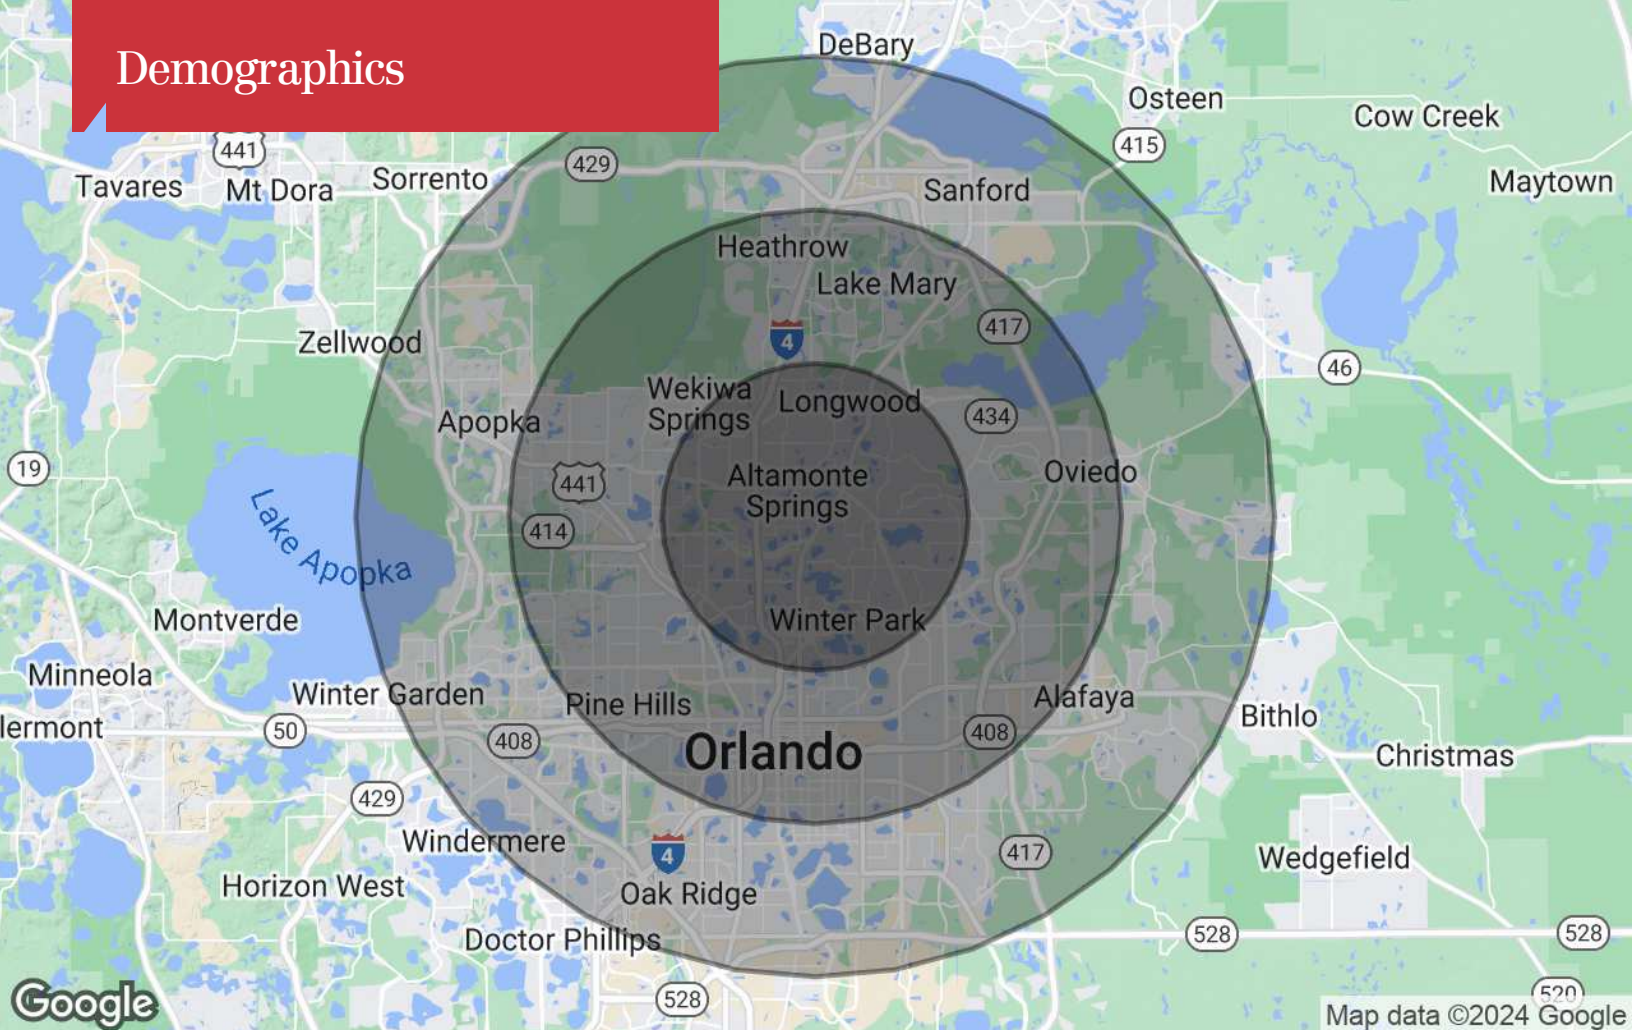 Demographics
DeBary
Osteen
Cow Creek
415
441
429
Tavares
Mt Dora
Sorrento
Sanford
Maytown
Heathrow
Lake Mary
417
4
Zellwood
46
Wekiwa
Springs
Longwood
434
Apopka
19
441
Altamonte
Springs
Oviedo
414
Lake Apopka
Montverde
Winter Park
Minneola
Winter Garden
Pine Hills
Alafaya
lermont
50
408
408
Bithlo
Orlando
Christmas
429
Windermere
4
417
Wedgefield
Horizon West
Oak Ridge
Doctor Phillips
528
528
528
520
Google
Map data ©2024 Google